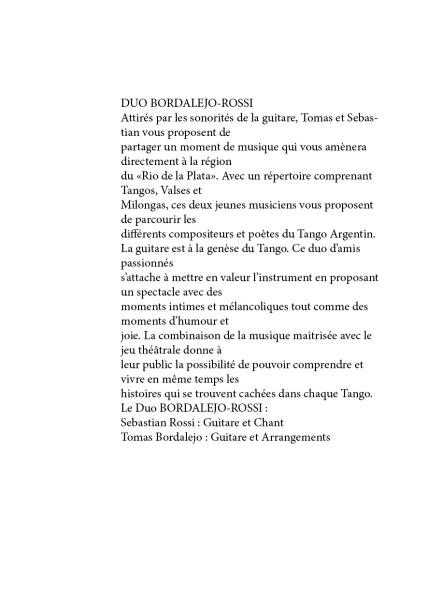 DUO BORDALEJO-ROSSI
Attirés par les sonorités de la guitare, Tomas et Sebas-
tian vous proposent de
partager un moment de musique qui vous amènera
directement à la région
du «Rio de la Plata». Avec un répertoire comprenant
Tangos, Valses et
Milongas, ces deux jeunes musiciens vous proposent
de parcourir les
différents compositeurs et poètes du Tango Argentin.
La guitare est à la genèse du Tango. Ce duo d'amis
passionnés
s'attache à mettre en valeur l'instrument en proposant
un spectacle avec des
moments intimes et mélancoliques tout comme des
moments d'humour et
joie. La combinaison de la musique maitrisée avec le
jeu théâtrale donne à
leur public la possibilité de pouvoir comprendre et
vivre en même temps les
histoires qui se trouvent cachées dans chaque Tango.
Le Duo BORDALEJO-ROSSI :
Sebastian Rossi : Guitare et Chant
Tomas Bordalejo : Guitare et Arrangements